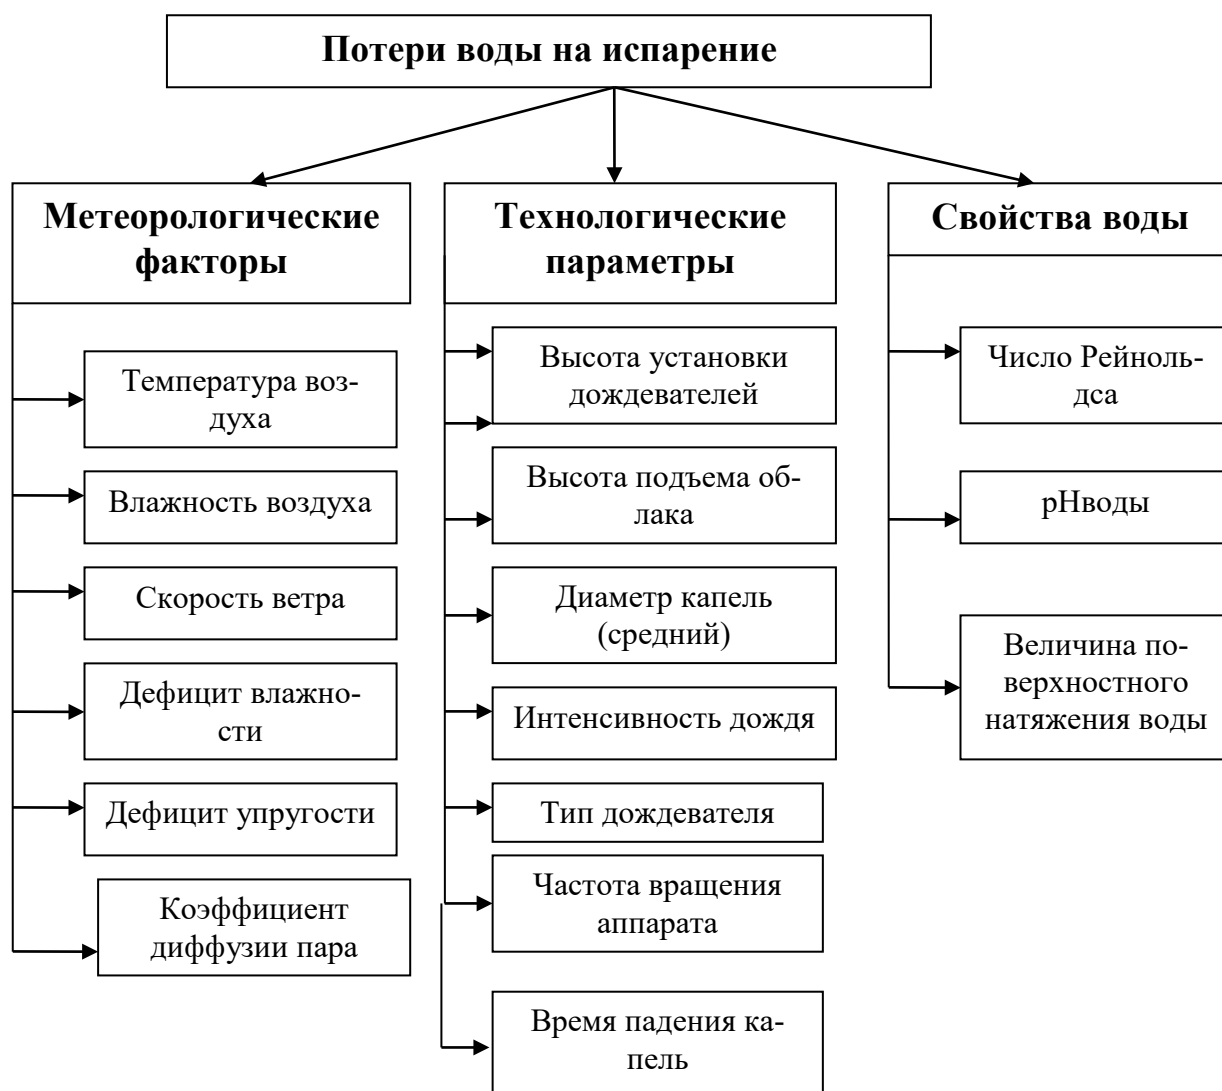 Потери воды на испарение
Метеорологические
факторы
Температура воз-
духа
Влажность воздуха
Скорость ветра
Дефицит влажно-
сти
Дефицит упругости
Коэффициент
диффузии пара
Технологические
параметры
Высота установки
дождевателей
Высота подъема об-
лака
Диаметр капель
(средний)
Интенсивность дождя
Тип дождевателя
Частота вращения
аппарата
Время падения ка-
пель
Свойства воды
Число Рейноль-
дса
рНводы
Величина по-
верхностного
натяжения воды